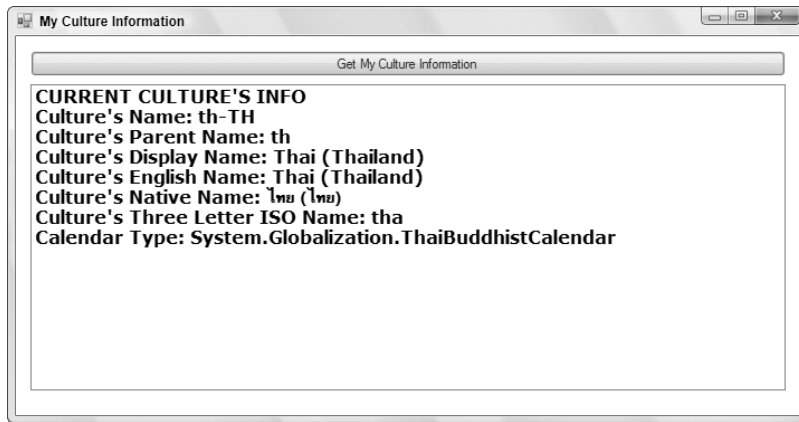 My Culture Information
Get My Culture Information
CURRENT CULTURE'S INFO
Culture's Name: th-TH
Culture's Parent Name: th
Culture's Display Name: Thai (Thailand)
Culture's English Name: Thai (Thailand)
Culture's Native Name: ไทย (ไทย)
Culture's Three Letter ISO Name: tha
Calendar Type: System.Globalization.ThaiBuddhistCalendar